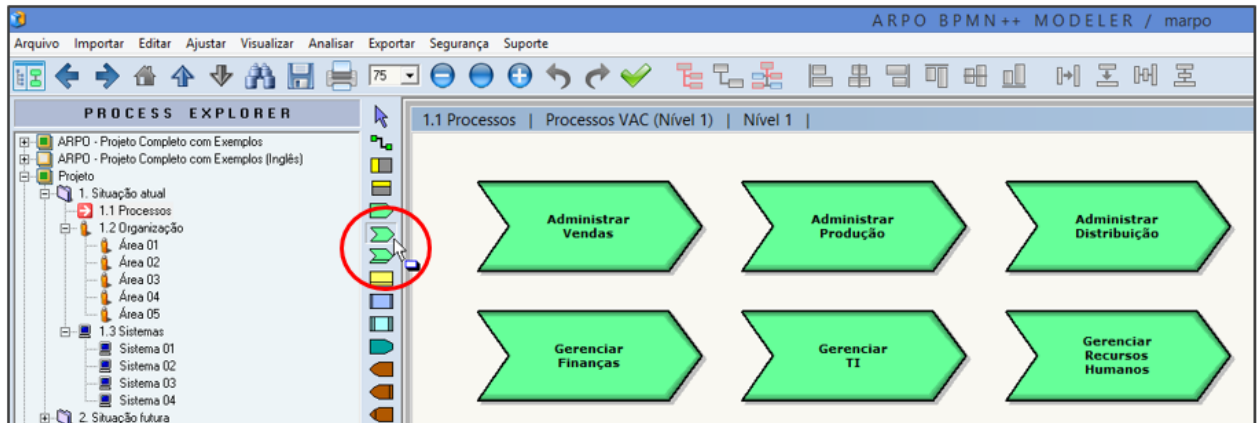 ARPO BPMN++ MODELER / marpo
Arquivo Importar Editar Ajustar Visualizar Analisar Exportar Segurança Suporte
75
PROCESS EXPLORER
1.1 Processos | Processos VAC (Nível 1) | Nível 1 |
ARPO - Projeto Completo com Exemplos
ARPO - Projeto Completo com Exemplos (Inglês)
Projeto
1. Situação atual
1.1 Processos
1.2 Organização
Área 01
Área 02
Área 03
Área 04
Área 05
1.3 Sistemas
Sistema 01
Sistema 02
Sistema 03
Sistema 04
2. Situação futura
Administrar
Vendas
Administrar
Produção
Administrar
Distribuição
Gerenciar
Finanças
Gerenciar
TI
Gerenciar
Recursos
Humanos